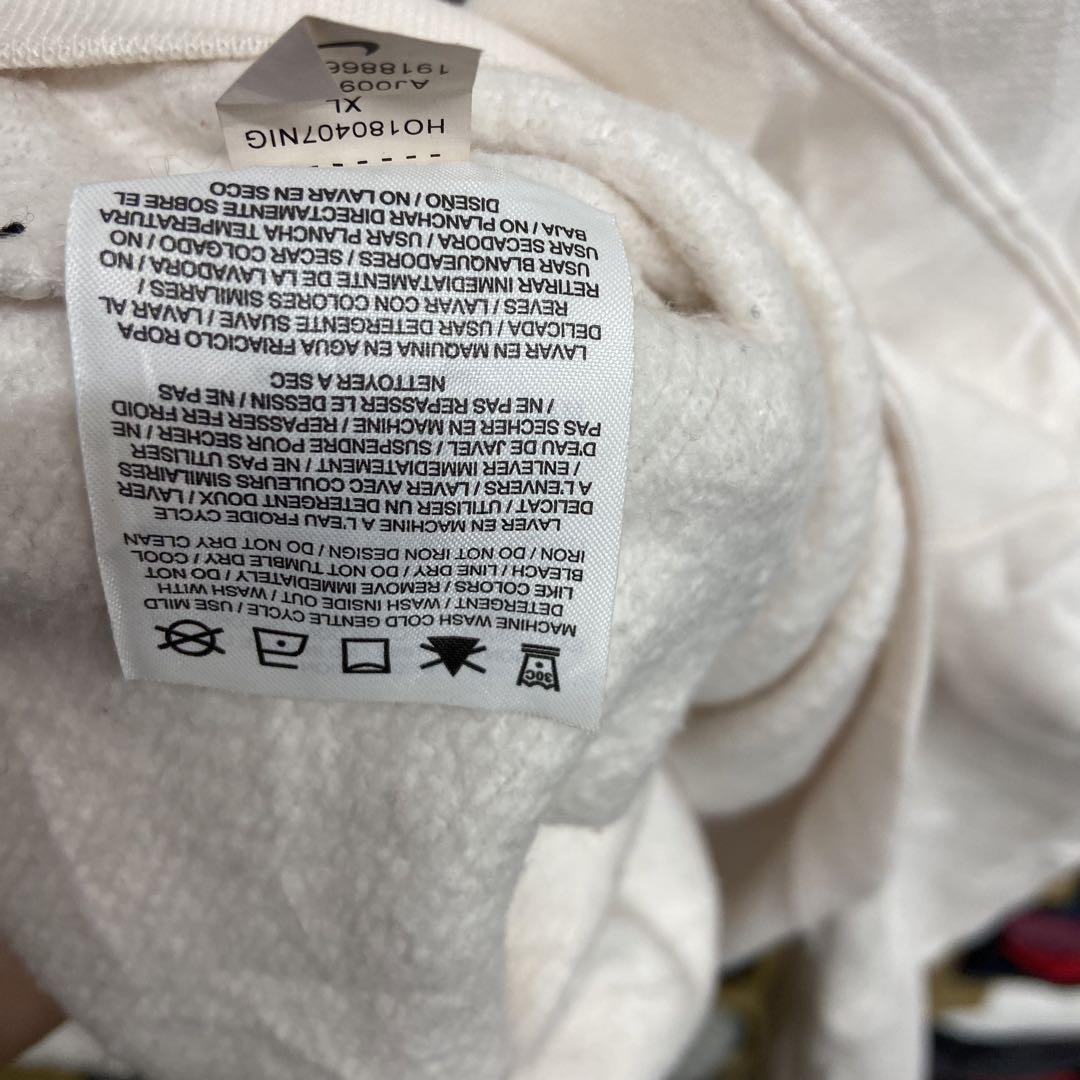 30C
MACHINE WASH COLD GENTLE CYCLE / USE MILD
DETERGENT / WASH INSIDE OUT / WASH WITH
LIKE COLORS / REMOVE IMMEDIATELY / DO NOT
BLEACH / LINE DRY / DO NOT TUMBLE DRY / COOL
IRON / DO NOT IRON DESIGN / DO NOT DRY CLEAN
LAVER EN MACHINE A L'EAU FROIDE CYCLE
DELICAT / UTILISER UN DETERGENT DOUX / LAVER
A L'ENVERS / LAVER AVEC COULEURS SIMILAIRES
/ ENLEVER IMMEDIATEMENT / NE PAS UTILISER
D'EAU DE JAVEL / SUSPENDRE POUR SECHER / NE
PAS SECHER EN MACHINE / REPASSER FER FROID
/ NE PAS REPASSER LE DESSIN / NE PAS
NETTOYER A SEC
LAVAR EN MAQUINA EN AGUA FRIACICLO ROPA
DELICADA / USAR DETERGENTE SUAVE / LAVAR AL
REVES / LAVAR CON COLORES SIMILARES /
RETIRAR INMEDIATAMENTE DE LA LAVADORA / NO
USAR BLANQUEADORES / SECAR COLGADO / NO
USAR SECADORA / USAR PLANCHA TEMPERATURA
BAJA / NO PLANCHAR DIRECTAMENTE SOBRE EL
DISEÑO / NO LAVAR EN SECO
HO180407NIG
XL
AJ009
1918866